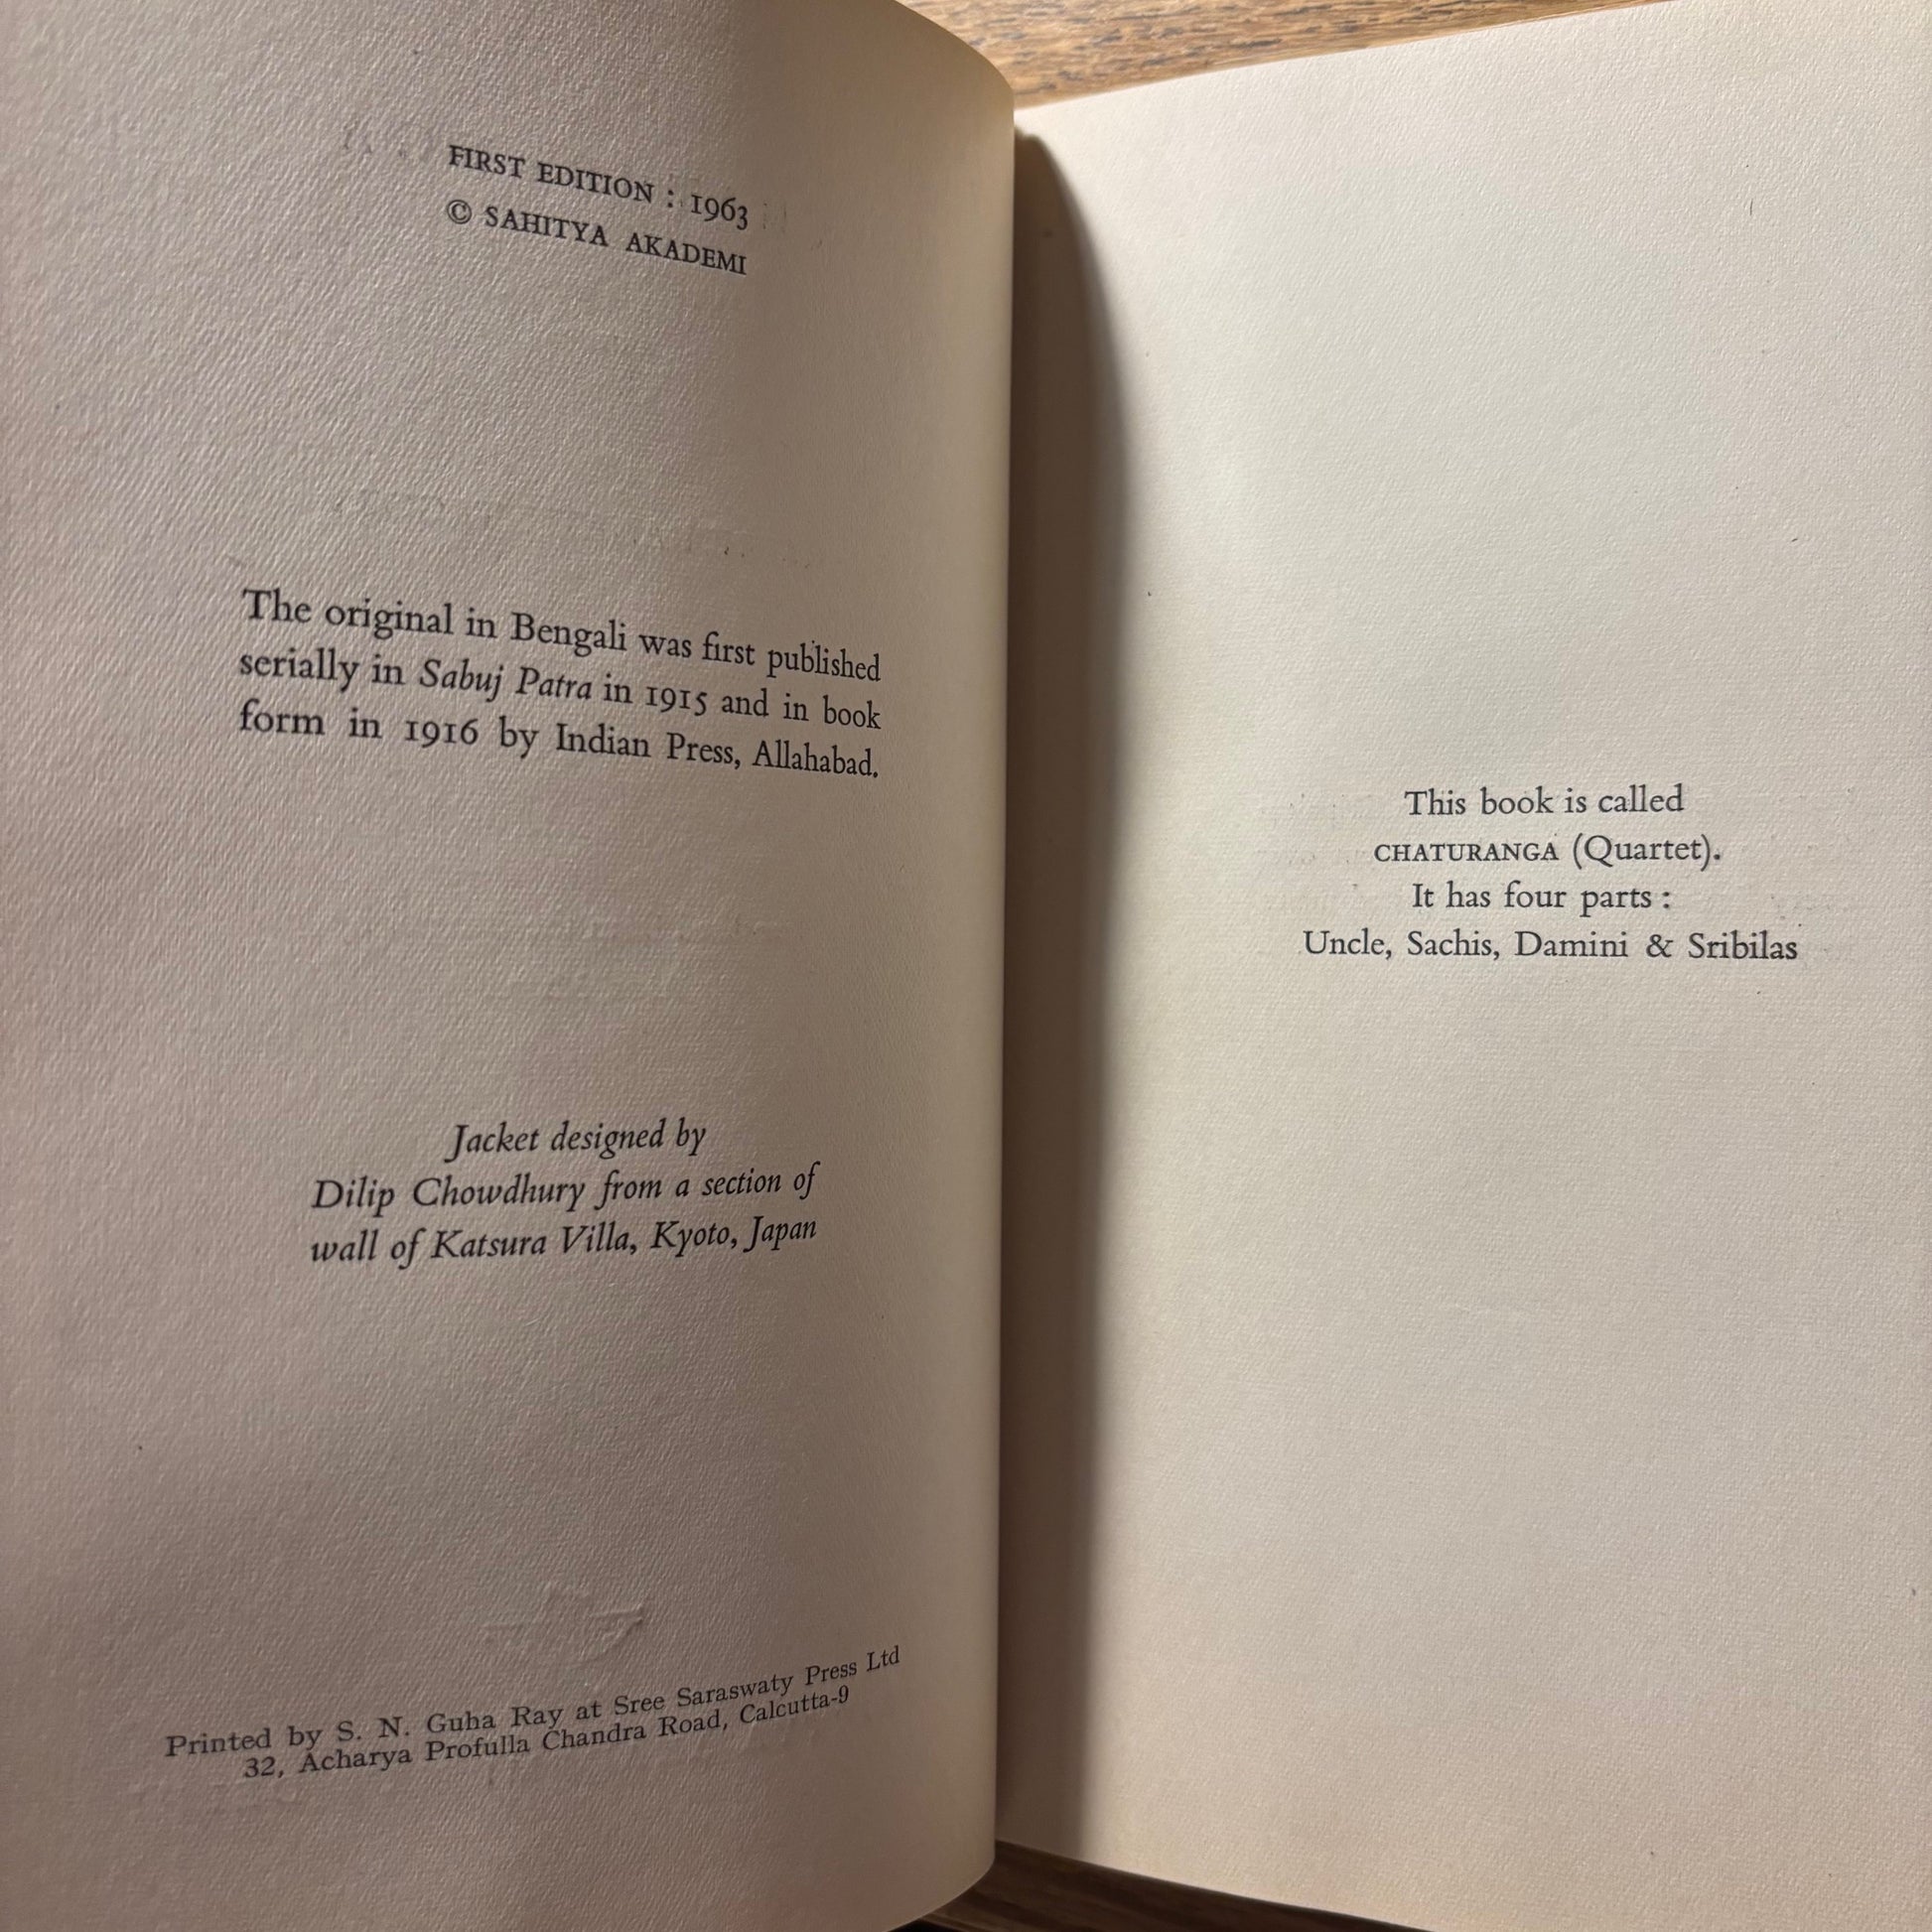 FIRST EDITION : 1963
© SAHITYA AKADEMI
The original in Bengali was first published
serially in Sabuj Patra in 1915 and in book
form in 1916 by Indian Press, Allahabad.
Jacket designed by
Dilip Chowdhury from a section of
wall of Katsura Villa, Kyoto, Japan
Printed by S. N. Guha Ray at Sree Saraswaty Press Ltd
32, Acharya Profulla Chandra Road, Calcutta-9
This book is called
CHATURANGA (Quartet).
It has four parts :
Uncle, Sachis, Damini & Sribilas